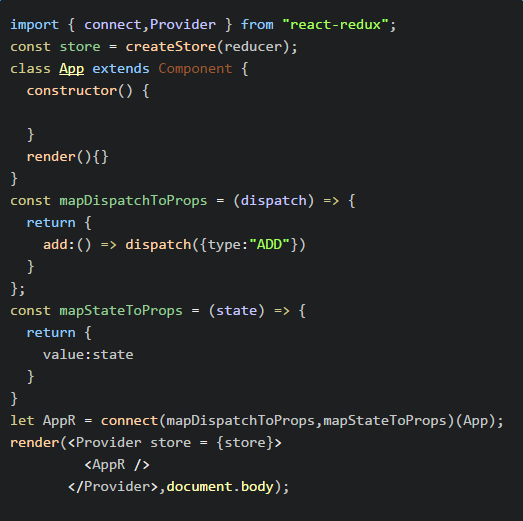 import { connect,Provider } from "react-redux";
const store = createStore(reducer);
class App extends Component {
  constructor() {

  }
  render(){}
}
const mapDispatchToProps = (dispatch) => {
  return {
    add:() => dispatch({type:"ADD"})
  }
};
const mapStateToProps = (state) => {
  return {
    value:state
  }
}
let AppR = connect(mapDispatchToProps,mapStateToProps)(App);
render(<Provider store = {store}>
         <AppR />
       </Provider>,document.body);